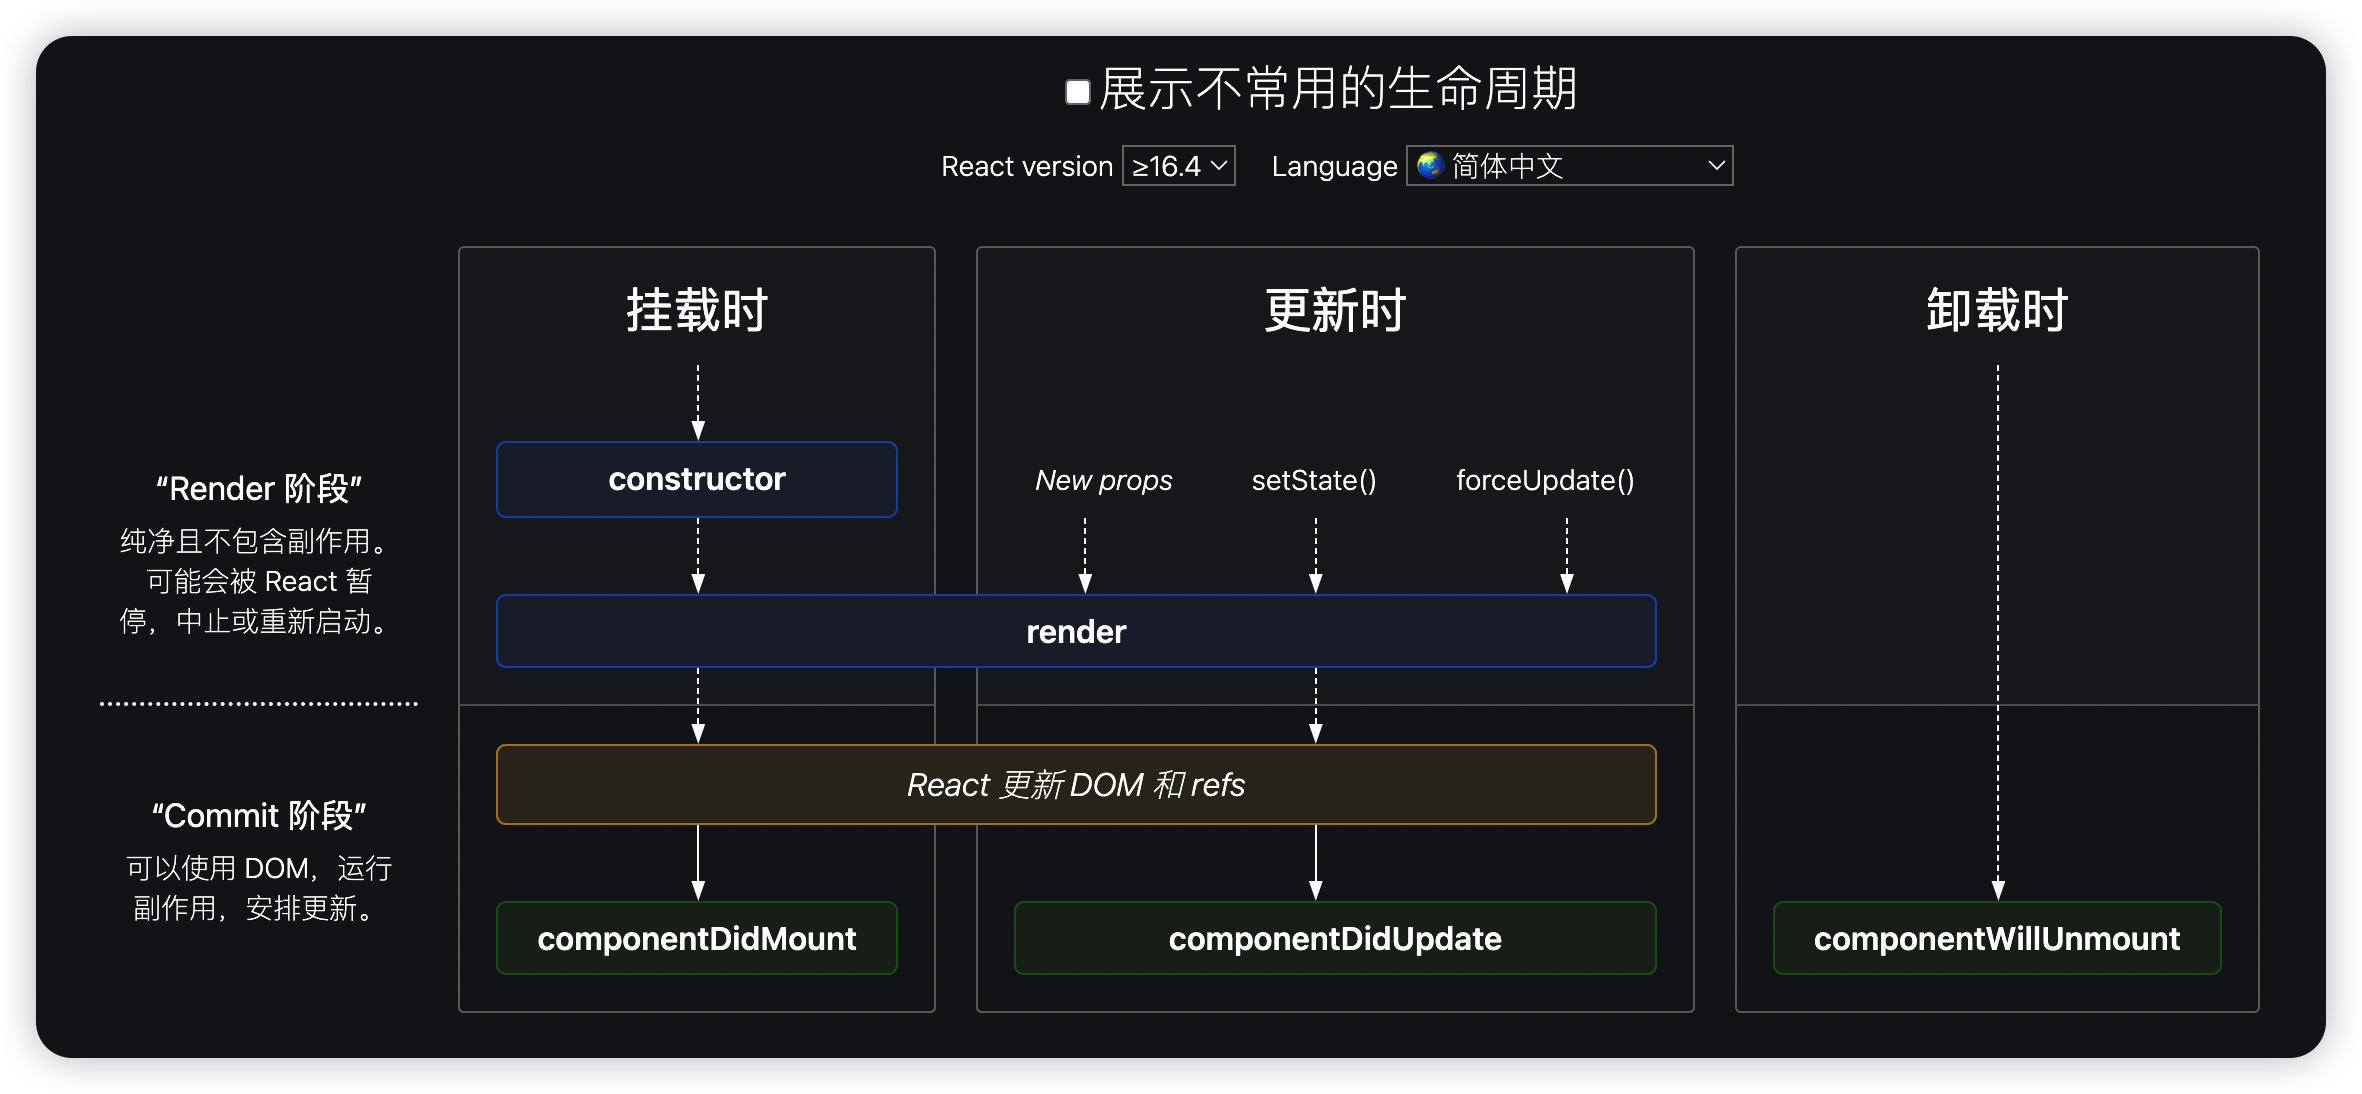 展示不常用的生命周期
React version ≥16.4 Language 简体中文
挂载时
更新时
卸载时
“Render 阶段”
纯净且不包含副作用。
可能会被 React 暂
停，中止或重新启动。
constructor
New props
setState()
forceUpdate()
render
“Commit 阶段”
可以使用 DOM，运行
副作用，安排更新。
React 更新 DOM 和 refs
componentDidMount
componentDidUpdate
componentWillUnmount